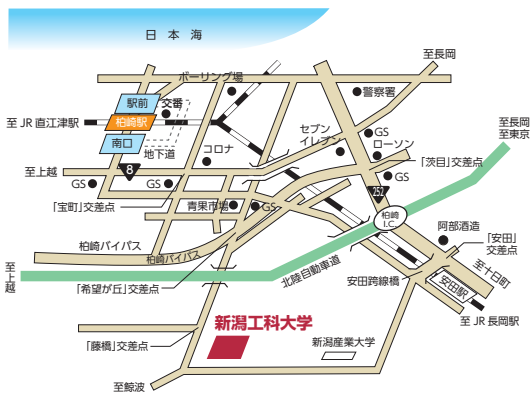 日本海
至長岡
ボーリング場
駅前
交番
警察署
至JR直江津駅
柏崎駅
至長岡
至東京
南口
地下道
コロナ
セブン
イレブン
GS
ローソン
「茨目」交差点
至上越
8
GS
GS
GS
252
「宝町」交差点
青果市場
GS
柏崎
I.C.
阿部酒造
「安田」
交差点
柏崎バイパス
柏崎バイパス
至上越
北陸自動車道
安田跨線橋
安田駅
至十日町
「希望が丘」交差点
至JR長岡駅
新潟工科大学
「藤橋」交差点
新潟産業大学
至鯨波